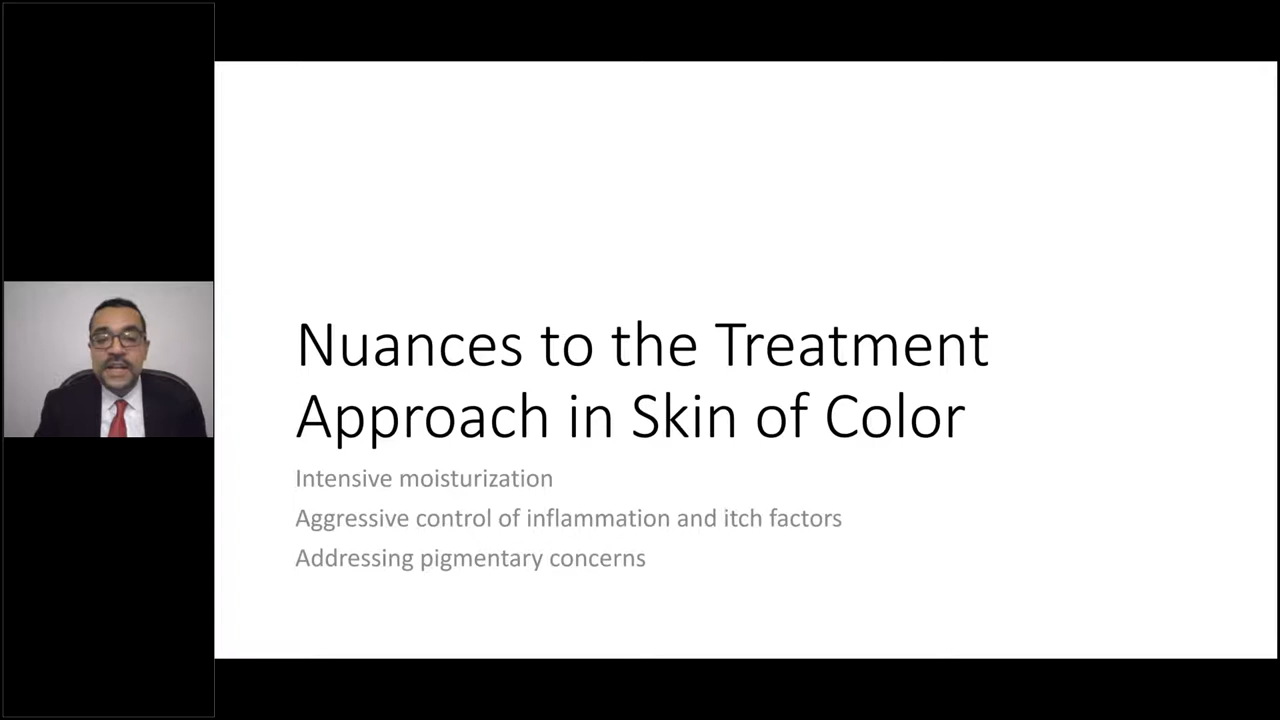 Nuances to the Treatment
Approach in Skin of Color
Intensive moisturization
Aggressive control of inflammation and itch factors
Addressing pigmentary concerns